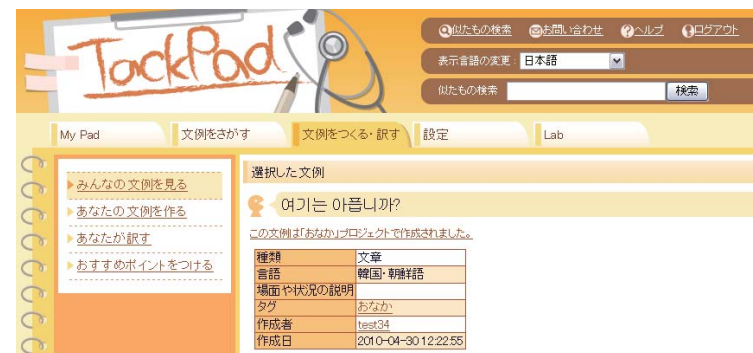 TackPad
似たもの検索 お問い合わせ ヘルプ ログアウト
表示言語の変更: 日本語
似たもの検索 検索
My Pad 文例をさがす 文例をつくる・訳す 設定 Lab
みんなの文例を見る
あなたの文例を作る
あなたが訳す
おすすめポイントをつける
選択した文例
여기는 아픕니까?
この文例は「おなか」プロジェクトで作成されました。
種類 文章
言語 韓国・朝鮮語
場面や状況の説明
タグ おなか
作成者 test34
作成日 2010-04-30 12:22:55